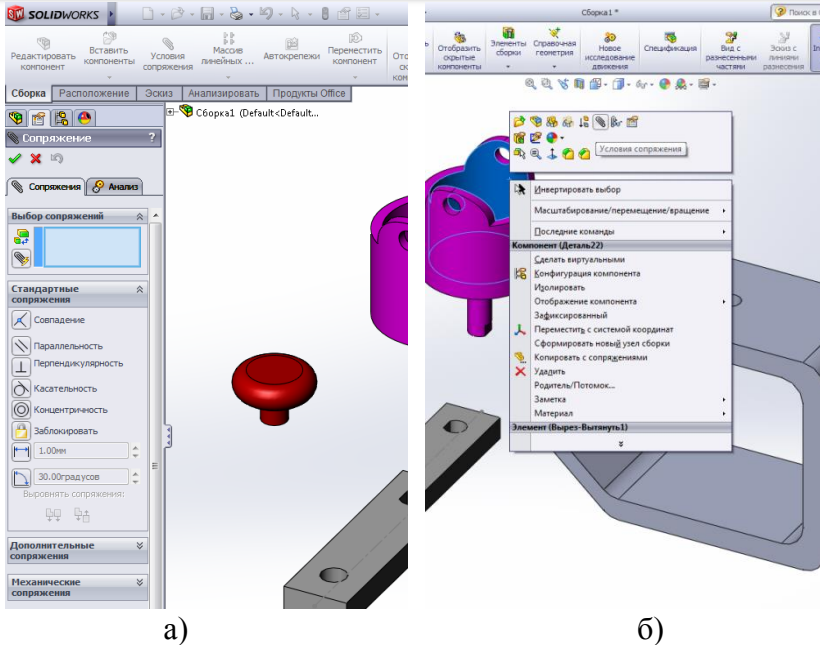 SOLIDWORKS
Редактировать
компонент
Вставить
компоненты
Условия
сопряжения
Массив
линейных ...
Автокрепежи
Переместить
компонент
Ото
ск
ком
Сборка
Расположение
Эскиз
Анализировать
Продукты Office
Сборка1 (Default<Default...
Сопряжение
?
Сопряжения
Анализ
Выбор сопряжений
Стандартные
сопряжения
Совпадение
Параллельность
Перпендикулярность
Касательность
Концентричность
Заблокировать
1.00мм
30.00градусов
Выровнять сопряжения:
Дополнительные
сопряжения
Механические
сопряжения
а)
Сборка1 *
Поиск в
Отобразить
скрытые
компоненты
Элементы
сборки
Справочная
геометрия
Новое
исследование
движения
Спецификация
Вид с
разнесенными
частями
Эскиз с
линиями
разнесения
Условия сопряжения
Инвертировать выбор
Масштабирование/перемещение/вращение
Последние команды
Компонент (Деталь22)
Сделать виртуальными
Конфигурация компонента
Изолировать
Отображение компонента
Зафиксированный
Переместить с системой координат
Сформировать новый узел сборки
Копировать с сопряжениями
Удалить
Родитель/Потомок...
Заметка
Материал
Элемент (Вырез-Вытянуть1)
б)